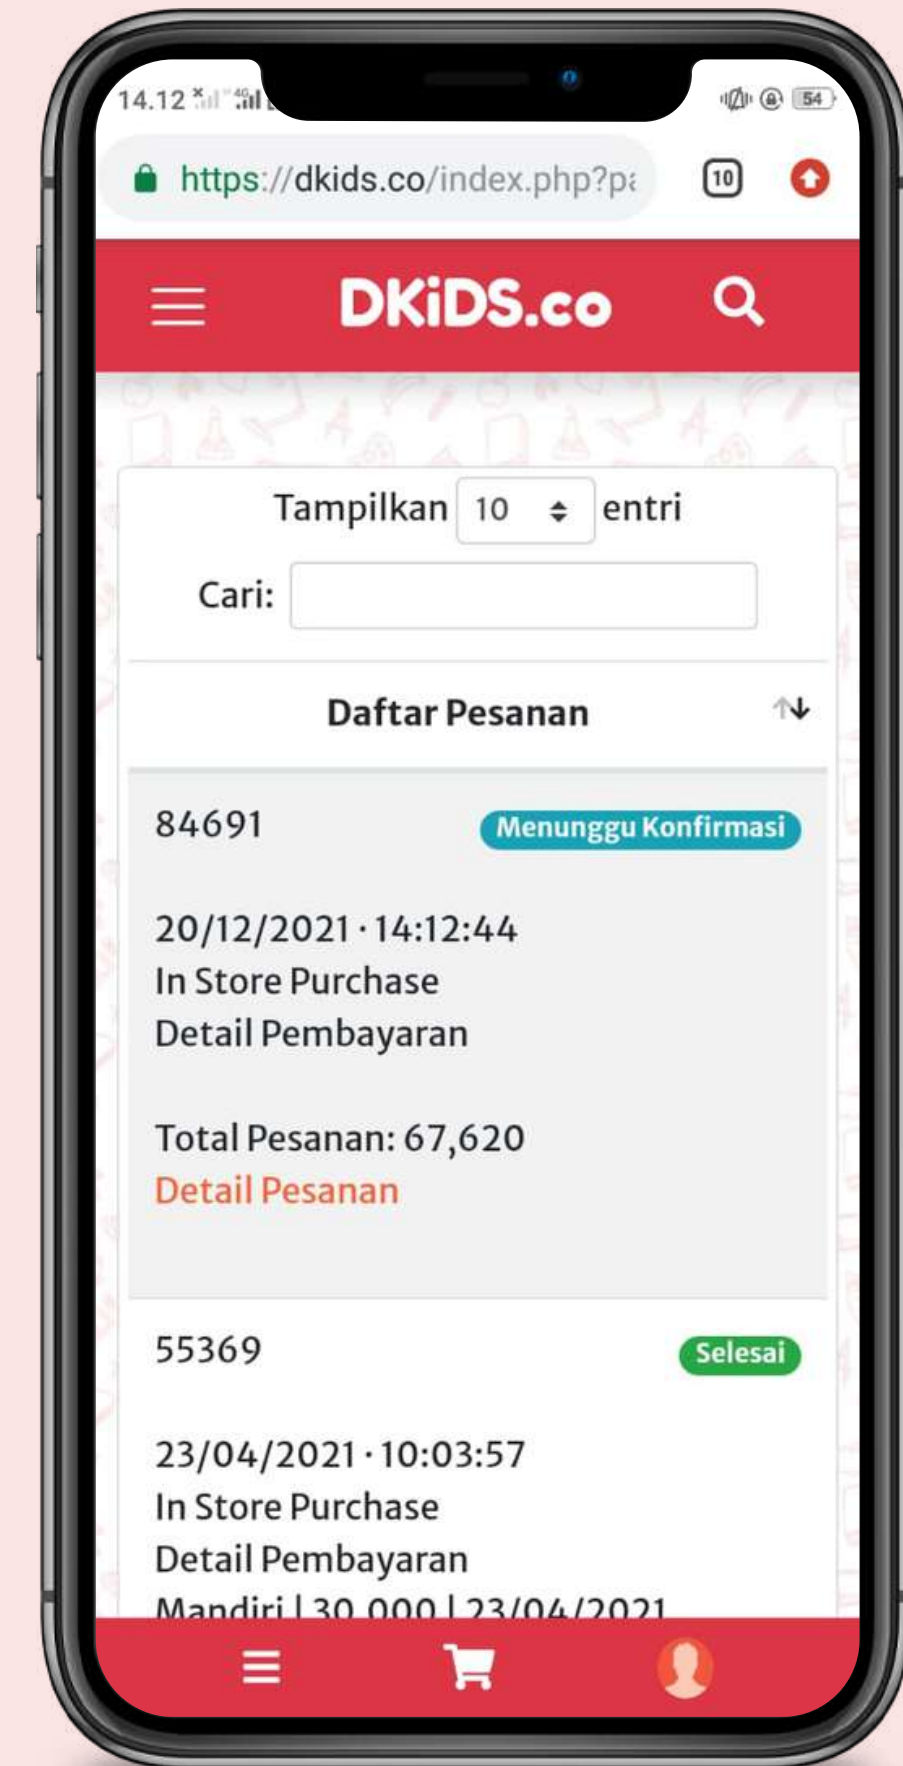 14.12
54
https://dkids.co/index.php?pa
10
DKiDS.co
Tampilkan 10 entri
Cari:
Daftar Pesanan
84691 Menunggu Konfirmasi
20/12/2021 · 14:12:44
In Store Purchase
Detail Pembayaran
Total Pesanan: 67,620
Detail Pesanan
55369 Selesai
23/04/2021 · 10:03:57
In Store Purchase
Detail Pembayaran
Mandiri | 30,000 | 23/04/2021